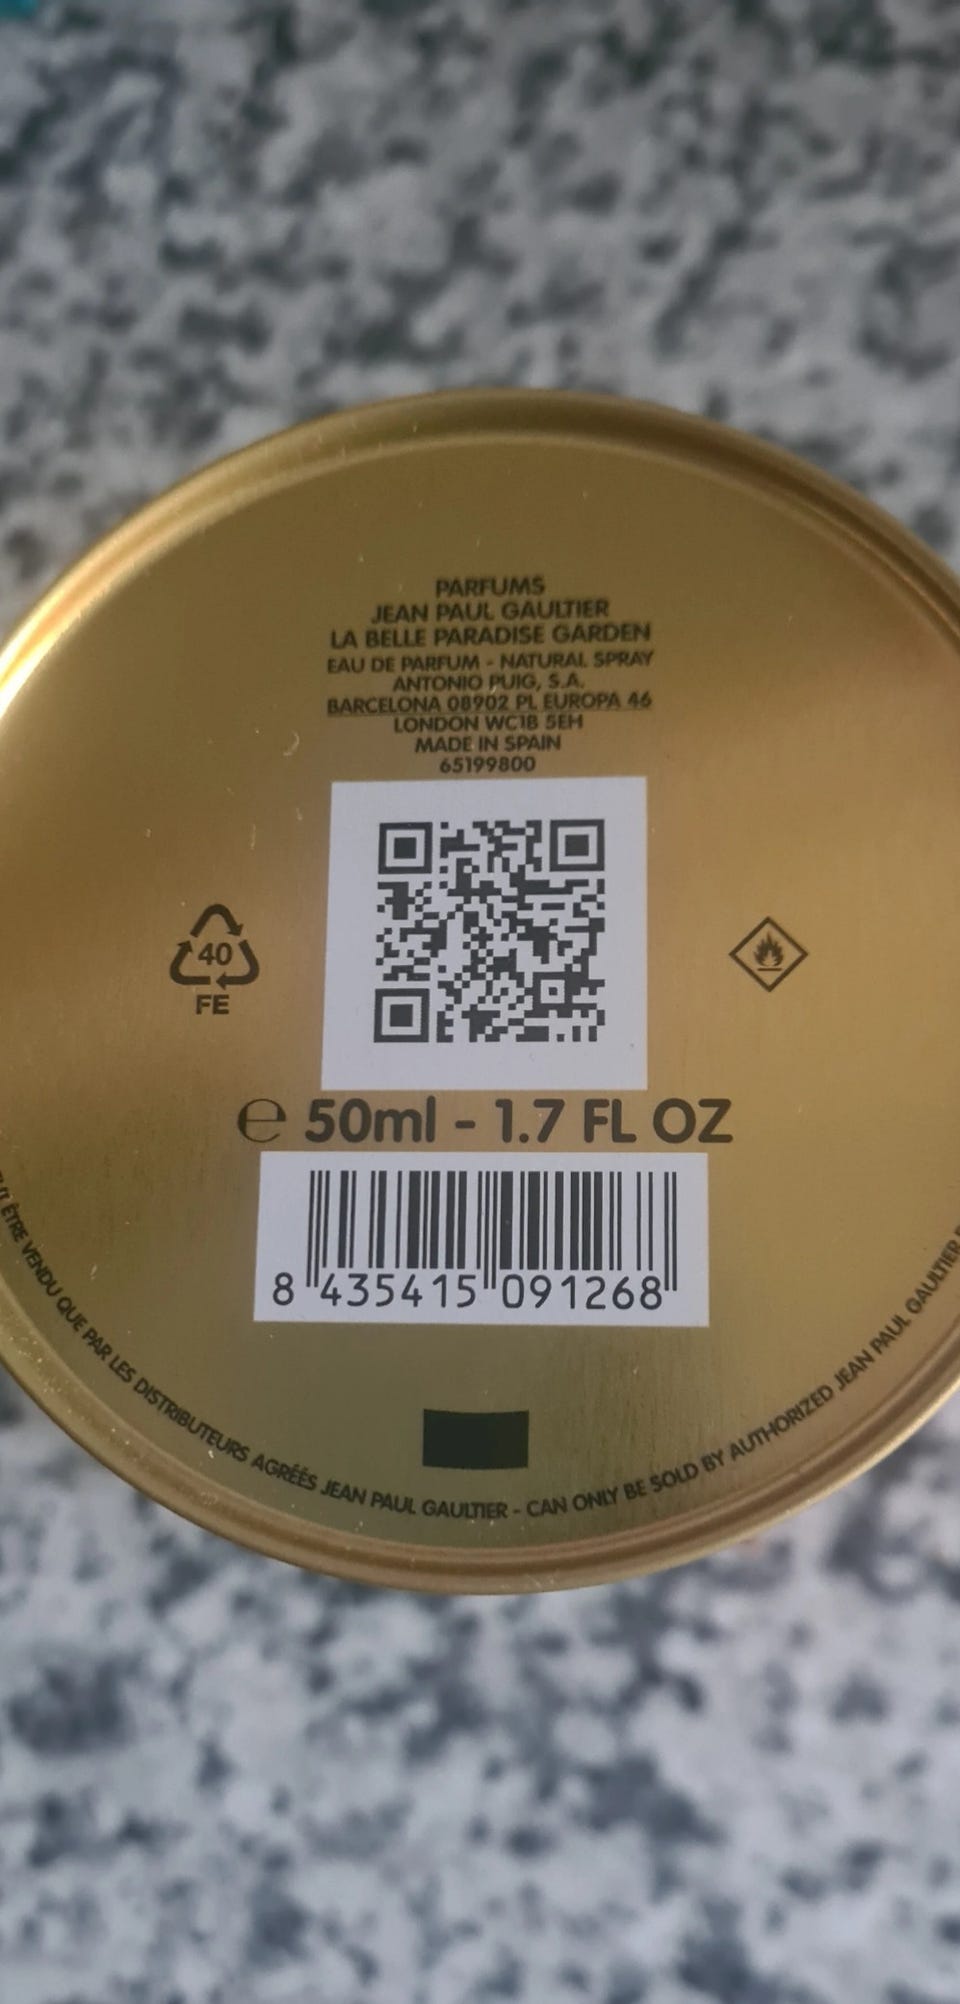 PARFUMS
JEAN PAUL GAULTIER
LA BELLE PARADISE GARDEN
EAU DE PARFUM - NATURAL SPRAY
ANTONIO PUIG, S.A.
BARCELONA 08902 PL EUROPA 46
LONDON WC1B 5EH
MADE IN SPAIN
65199800
40
FE
e 50ml - 1.7 FL OZ
8 435415 091268
ÊTRE VENDU QUE PAR LES DISTRIBUTEURS AGRÉÉS JEAN PAUL GAULTIER - CAN ONLY BE SOLD BY AUTHORIZED JEAN PAUL GAULTIER